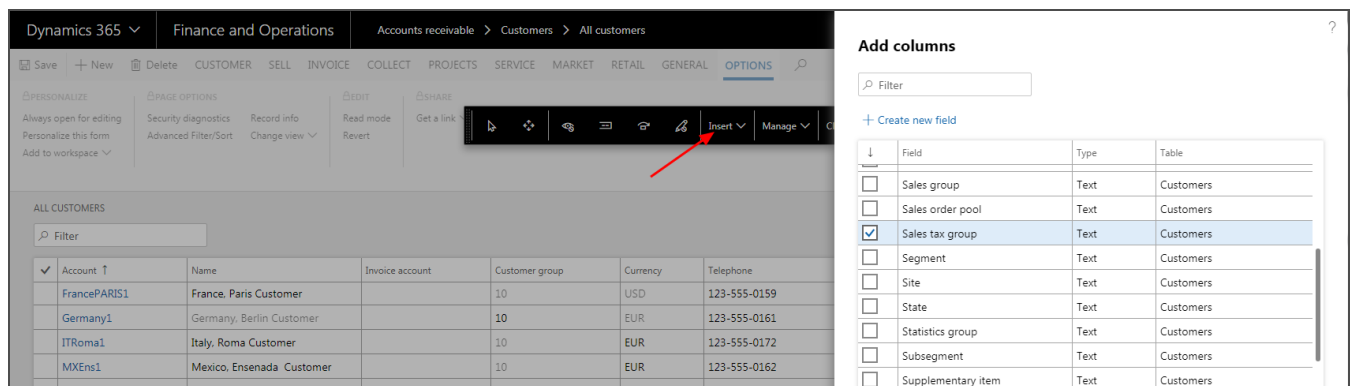 Dynamics 365 Finance and Operations Accounts receivable > Customers > All customers
Save + New Delete CUSTOMER SELL INVOICE COLLECT PROJECTS SERVICE MARKET RETAIL GENERAL OPTIONS
PERSONALIZE PAGE OPTIONS EDIT SHARE
Always open for editing Security diagnostics Record info Read mode Get a link
Personalize this form Advanced Filter/Sort Change view Revert
Add to workspace
Insert Manage
ALL CUSTOMERS
Filter
Account ↑ Name Invoice account Customer group Currency Telephone
FrancePARIS1 France, Paris Customer 10 USD 123-555-0159
Germany1 Germany, Berlin Customer 10 EUR 123-555-0161
ITRoma1 Italy, Roma Customer 10 EUR 123-555-0172
MXEns1 Mexico, Ensenada Customer 10 EUR 123-555-0162
?
Add columns
Filter
+ Create new field
↓ Field Type Table
Sales group Text Customers
Sales order pool Text Customers
Sales tax group Text Customers
Segment Text Customers
Site Text Customers
State Text Customers
Statistics group Text Customers
Subsegment Text Customers
Supplementary item Text Customers